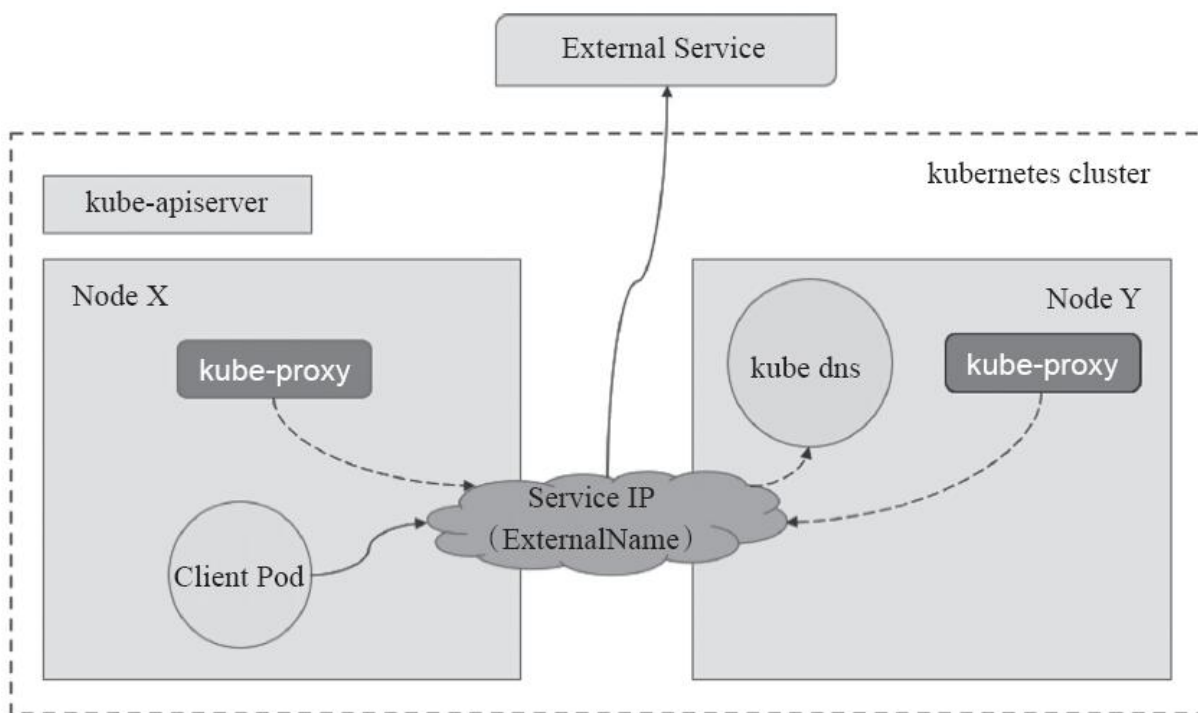 External Service
kubernetes cluster
kube-apiserver
Node X
Node Y
kube-proxy
kube dns
kube-proxy
Service IP
（ExternalName）
Client Pod